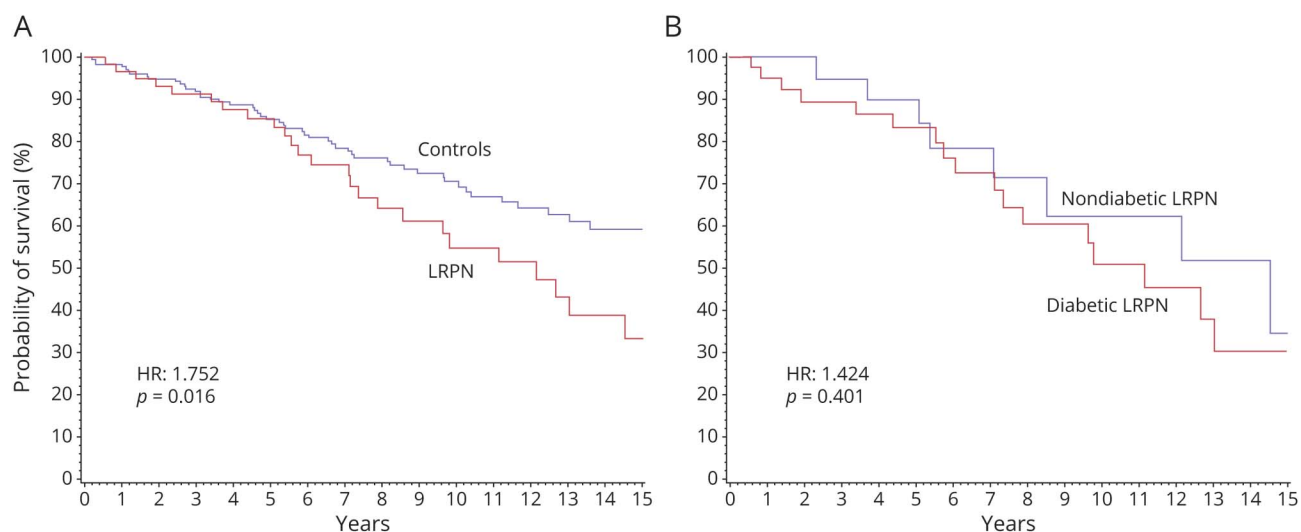 A
Probability of survival (%)
100
90
80
70
60
50
40
30
20
10
0
Controls
LRPN
HR: 1.752
p = 0.016
0 1 2 3 4 5 6 7 8 9 10 11 12 13 14 15
Years
B
100
90
80
70
60
50
40
30
20
10
0
Nondiabetic LRPN
Diabetic LRPN
HR: 1.424
p = 0.401
0 1 2 3 4 5 6 7 8 9 10 11 12 13 14 15
Years